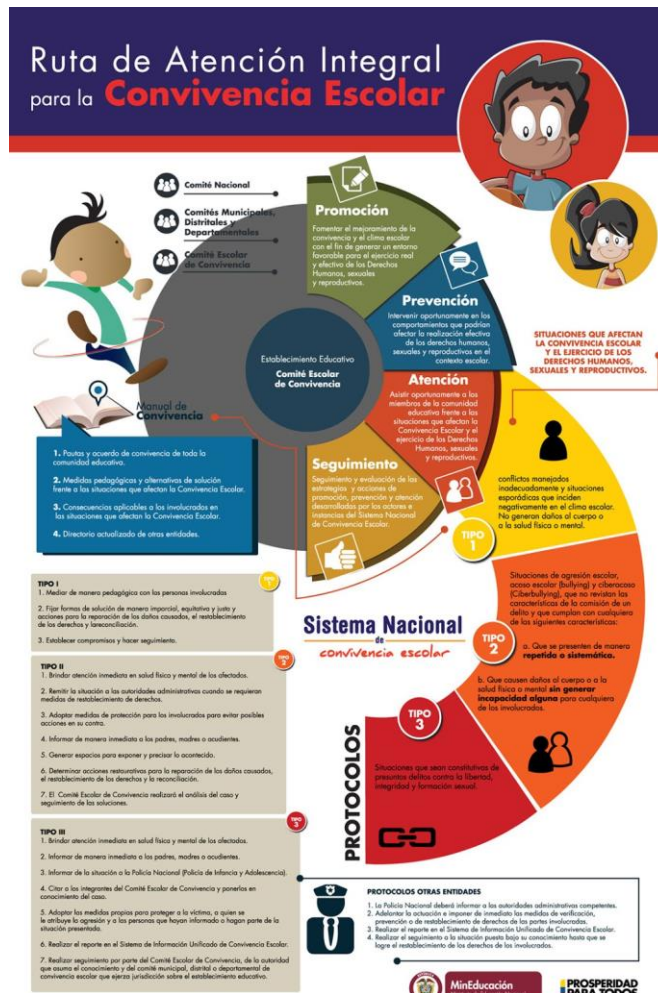 Ruta de Atención Integral
para la Convivencia Escolar
Comité Nacional
Comités Municipales,
Distritales y
Departamentales
Comité Escolar
de Convivencia
Promoción
Fomentar el mejoramiento de la
convivencia y el clima escolar
con el fin de generar un entorno
favorable para el ejercicio real
y efectivo de los Derechos
Humanos, sexuales
y reproductivos.
Prevención
Intervenir oportunamente en los
comportamientos que podrían
afectar la realización efectiva
de los derechos humanos,
sexuales y reproductivos en el
contexto escolar.
Establecimiento Educativo
Comité Escolar
de Convivencia
Atención
Asistir oportunamente a los
miembros de la comunidad
educativa frente a las
situaciones que afectan la
Convivencia Escolar y el
ejercicio de los Derechos
Humanos, sexuales
y reproductivos.
Seguimiento
Seguimiento y evaluación de las
estrategias y acciones de
promoción, prevención y atención
desarrolladas por los actores e
instancias del Sistema Nacional
de Convivencia Escolar.
SITUACIONES QUE AFECTAN
LA CONVIVENCIA ESCOLAR
Y EL EJERCICIO DE LOS
DERECHOS HUMANOS,
SEXUALES Y REPRODUCTIVOS.
Manual de
Convivencia
1. Pautas y acuerdo de convivencia de toda la
comunidad educativa.
2. Medidas pedagógicas y alternativas de solución
frente a las situaciones que afectan la Convivencia Escolar.
3. Consecuencias aplicables a los involucrados en
las situaciones que afectan la Convivencia Escolar.
4. Directorio actualizado de otras entidades.
TIPO
1
conflictos manejados
inadecuadamente y situaciones
esporádicas que inciden
negativamente en el clima escolar.
No generan daños al cuerpo o
a la salud física o mental.
TIPO
2
Situaciones de agresión escolar,
acoso escolar (bullying) y ciberacoso
(Ciberbullying), que no revistan las
características de la comisión de un
delito y que cumplan con cualquiera
de las siguientes características:
a. Que se presenten de manera
repetida o sistemática.
b. Que causen daños al cuerpo o a la
salud física o mental sin generar
incapacidad alguna para cualquiera
de los involucrados.
Sistema Nacional
de
convivencia escolar
TIPO
3
Situaciones que sean constitutivas de
presuntos delitos contra la libertad,
integridad y formación sexual.
PROTOCOLOS
TIPO I
TIPO
1
1. Mediar de manera pedagógica con las personas involucradas
2. Fijar formas de solución de manera imparcial, equitativa y justa y
acciones para la reparación de los daños causados, el restablecimiento
de los derechos y lareconciliación.
3. Establecer compromisos y hacer seguimiento.
TIPO II
TIPO
2
1. Brindar atención inmediata en salud física y mental de los afectados.
2. Remitir la situación a las autoridades administrativas cuando se requieran
medidas de restablecimiento de derechos.
3. Adoptar medidas de protección para los involucrados para evitar posibles
acciones en su contra.
4. Informar de manera inmediata a los padres, madres o acudientes.
5. Generar espacios para exponer y precisar lo acontecido.
6. Determinar acciones restaurativas para la reparación de los daños causados,
el restablecimiento de los derechos y la reconciliación.
7. El Comité Escolar de Convivencia realizará el análisis del caso y
seguimiento de las soluciones.
TIPO III
TIPO
3
1. Brindar atención inmediata en salud física y mental de los afectados.
2. Informar de manera inmediata a los padres, madres o acudientes.
3. Informar de la situación a la Policía Nacional (Policía de Infancia y Adolescencia).
4. Citar a los integrantes del Comité Escolar de Convivencia y ponerlos en
conocimiento del caso.
5. Adoptar las medidas propias para proteger a la víctima, a quien se
le atribuye la agresión y a las personas que hayan informado o hagan parte de la
situación presentada.
6. Realizar el reporte en el Sistema de Información Unificado de Convivencia Escolar.
7. Realizar seguimiento por parte del Comité Escolar de Convivencia, de la autoridad
que asuma el conocimiento y del comité municipal, distrital o departamental de
convivencia escolar que ejerza jurisdicción sobre el establecimiento educativo.
PROTOCOLOS OTRAS ENTIDADES
1. La Policía Nacional deberá informar a las autoridades administrativas competentes.
2. Adelantar la actuación e imponer de inmediato las medidas de verificación,
prevención o de restablecimiento de derechos de las partes involucradas.
3. Realizar el reporte en el Sistema de Información Unificado de Convivencia Escolar.
4. Realizar el seguimiento a la situación puesta bajo su conocimiento hasta que se
logre el restablecimiento de los derechos de los involucrados.
MinEducación
PROSPERIDAD
PARA TODOS